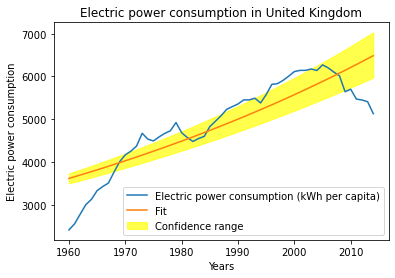 Electric power consumption in United Kingdom
Electric power consumption
7000
6000
5000
4000
3000
1960
1970
1980
1990
2000
2010
Years
Electric power consumption (kWh per capita)
Fit
Confidence range